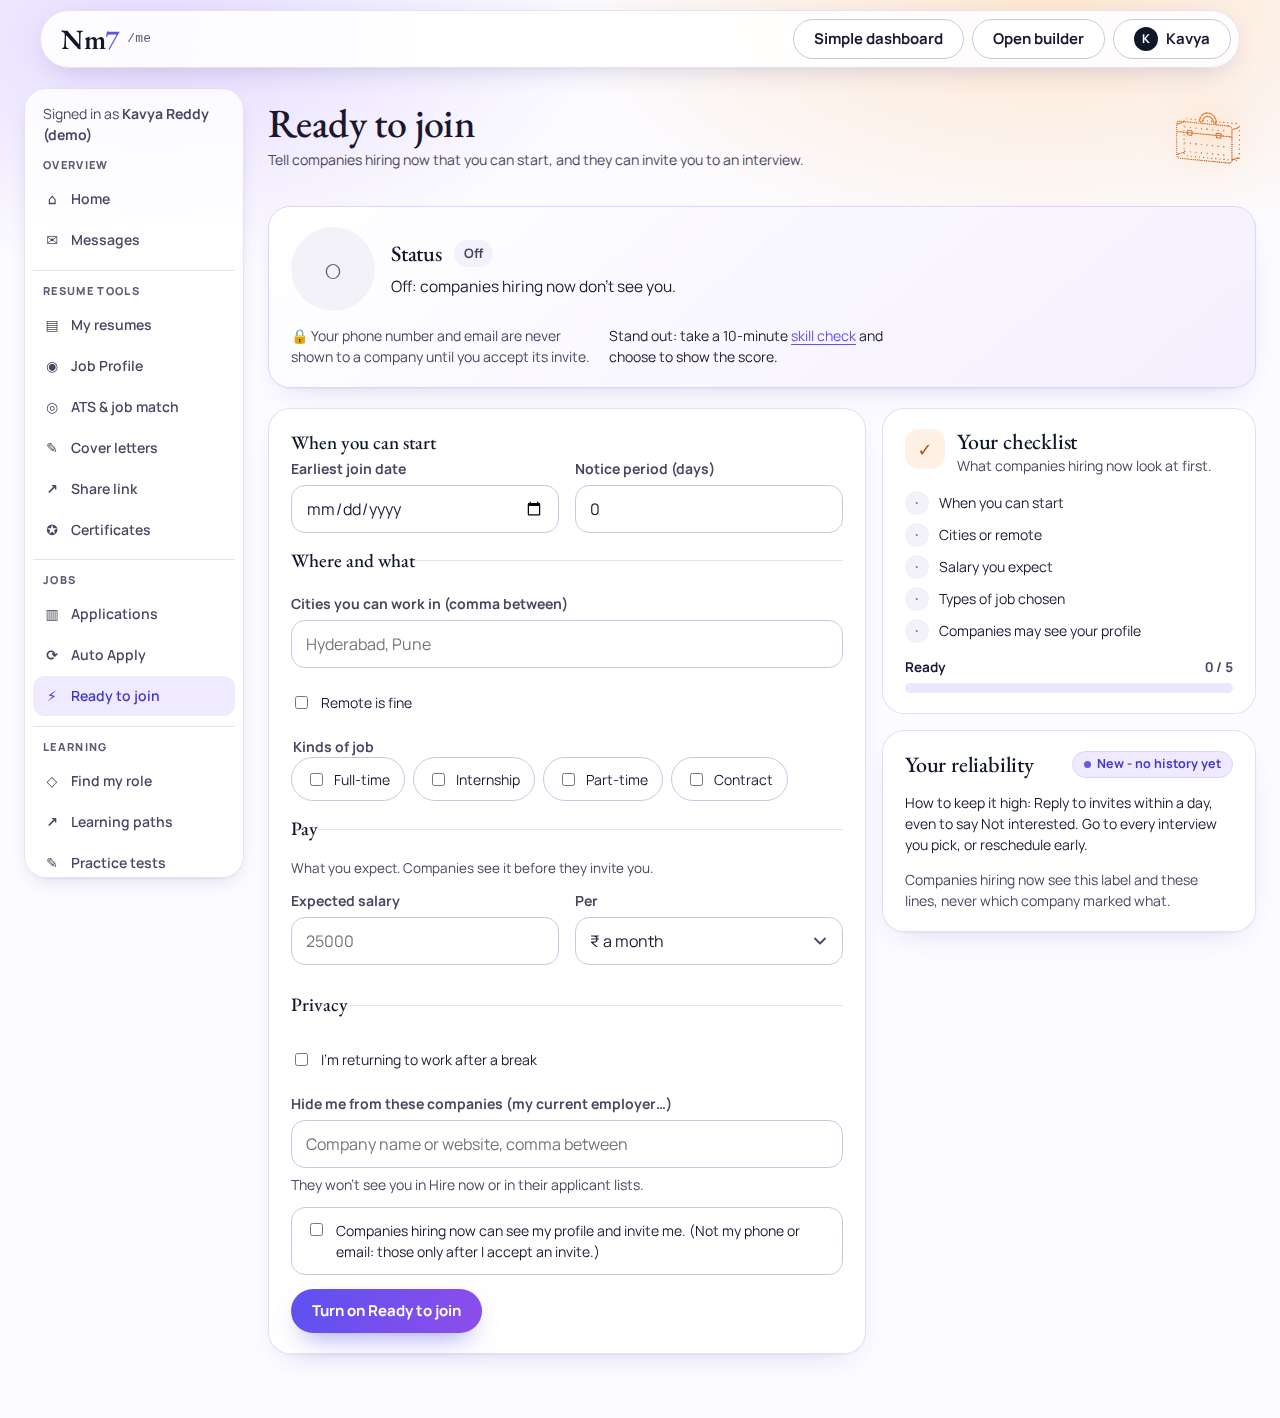 Nm7 /me
Simple dashboard
Open builder
K Kavya
Signed in as Kavya Reddy
(demo)
OVERVIEW
Home
Messages
RESUME TOOLS
My resumes
Job Profile
ATS & job match
Cover letters
Share link
Certificates
JOBS
Applications
Auto Apply
Ready to join
LEARNING
Find my role
Learning paths
Practice tests
Ready to join
Tell companies hiring now that you can start, and they can invite you to an interview.
Status Off
Off: companies hiring now don't see you.
🔒 Your phone number and email are never
shown to a company until you accept its invite.
Stand out: take a 10-minute skill check and
choose to show the score.
When you can start
Earliest join date
mm/dd/yyyy
Notice period (days)
0
Where and what
Cities you can work in (comma between)
Hyderabad, Pune
Remote is fine
Kinds of job
Full-time
Internship
Part-time
Contract
Pay
What you expect. Companies see it before they invite you.
Expected salary
25000
Per
₹ a month
Privacy
I'm returning to work after a break
Hide me from these companies (my current employer…)
Company name or website, comma between
They won't see you in Hire now or in their applicant lists.
Companies hiring now can see my profile and invite me. (Not my phone or
email: those only after I accept an invite.)
Turn on Ready to join
Your checklist
What companies hiring now look at first.
When you can start
Cities or remote
Salary you expect
Types of job chosen
Companies may see your profile
Ready 0 / 5
Your reliability
New - no history yet
How to keep it high: Reply to invites within a day,
even to say Not interested. Go to every interview
you pick, or reschedule early.
Companies hiring now see this label and these
lines, never which company marked what.